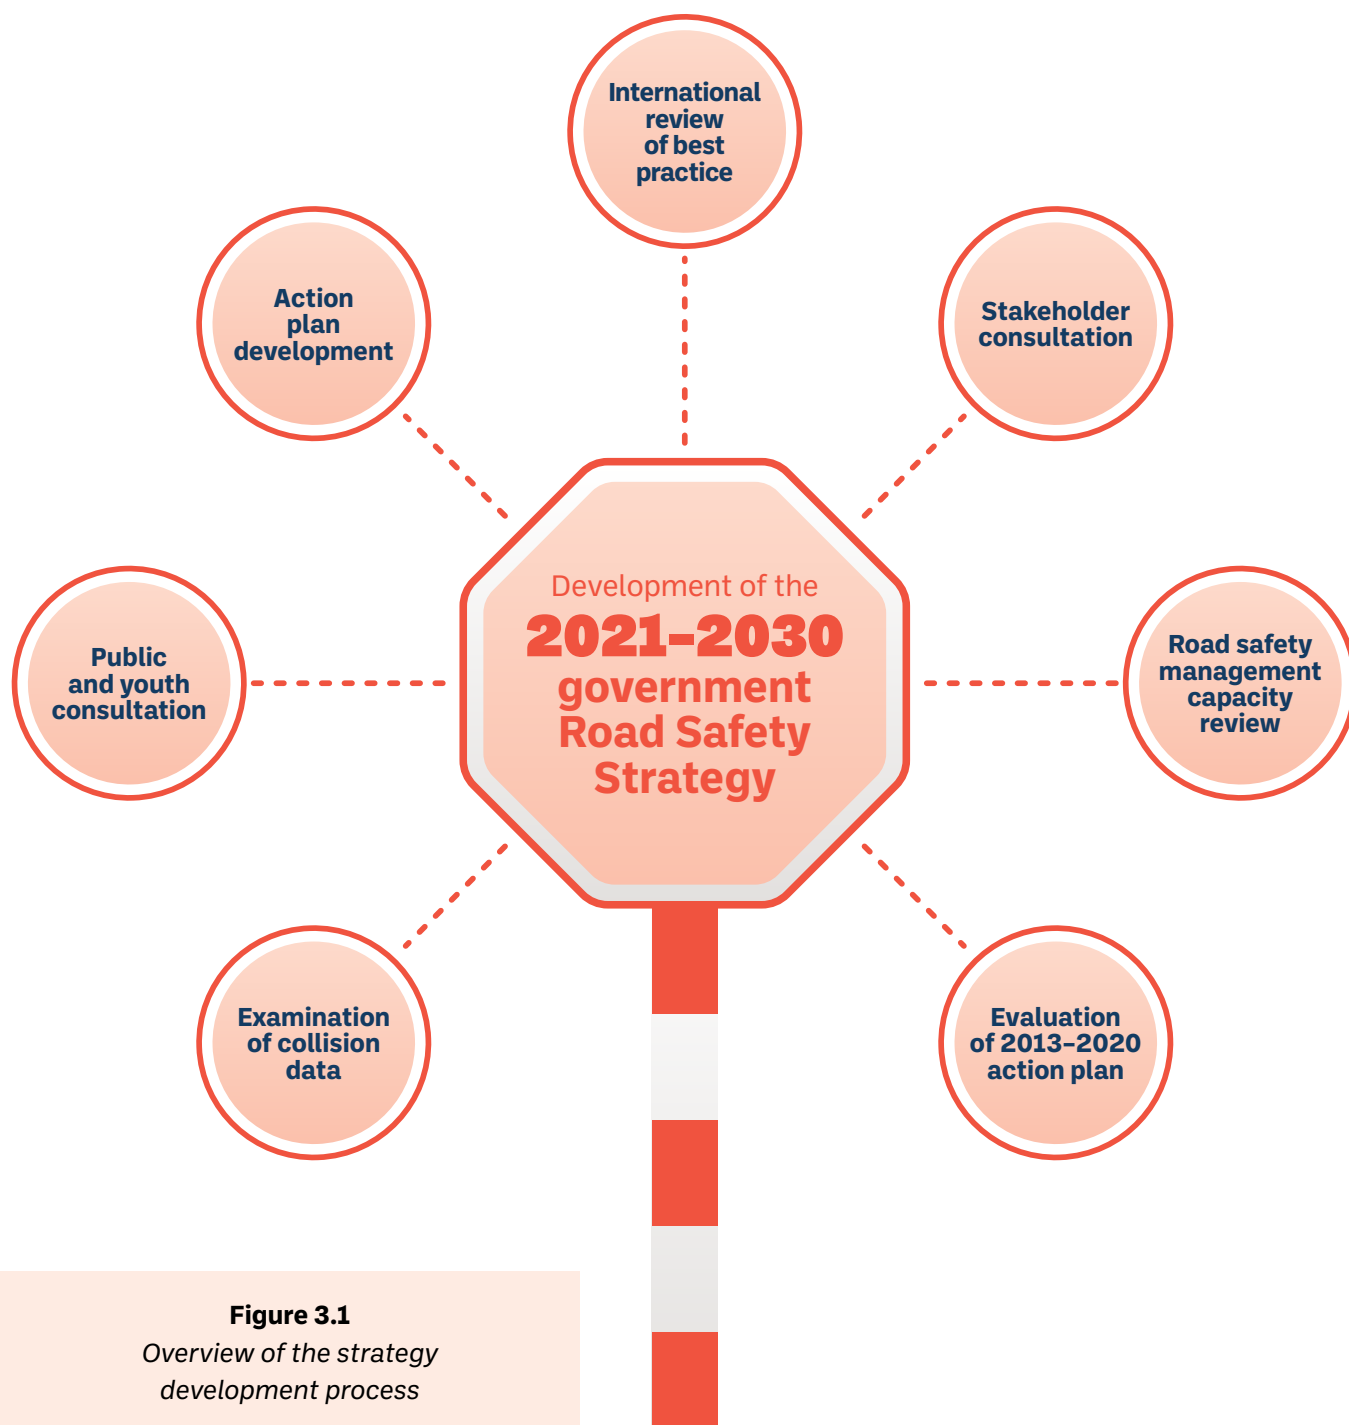 International
review
of best
practice
Action
plan
development
Stakeholder
consultation
Development of the
2021–2030
government
Road Safety
Strategy
Public
and youth
consultation
Road safety
management
capacity
review
Examination
of collision
data
Evaluation
of 2013–2020
action plan
Figure 3.1
Overview of the strategy
development process